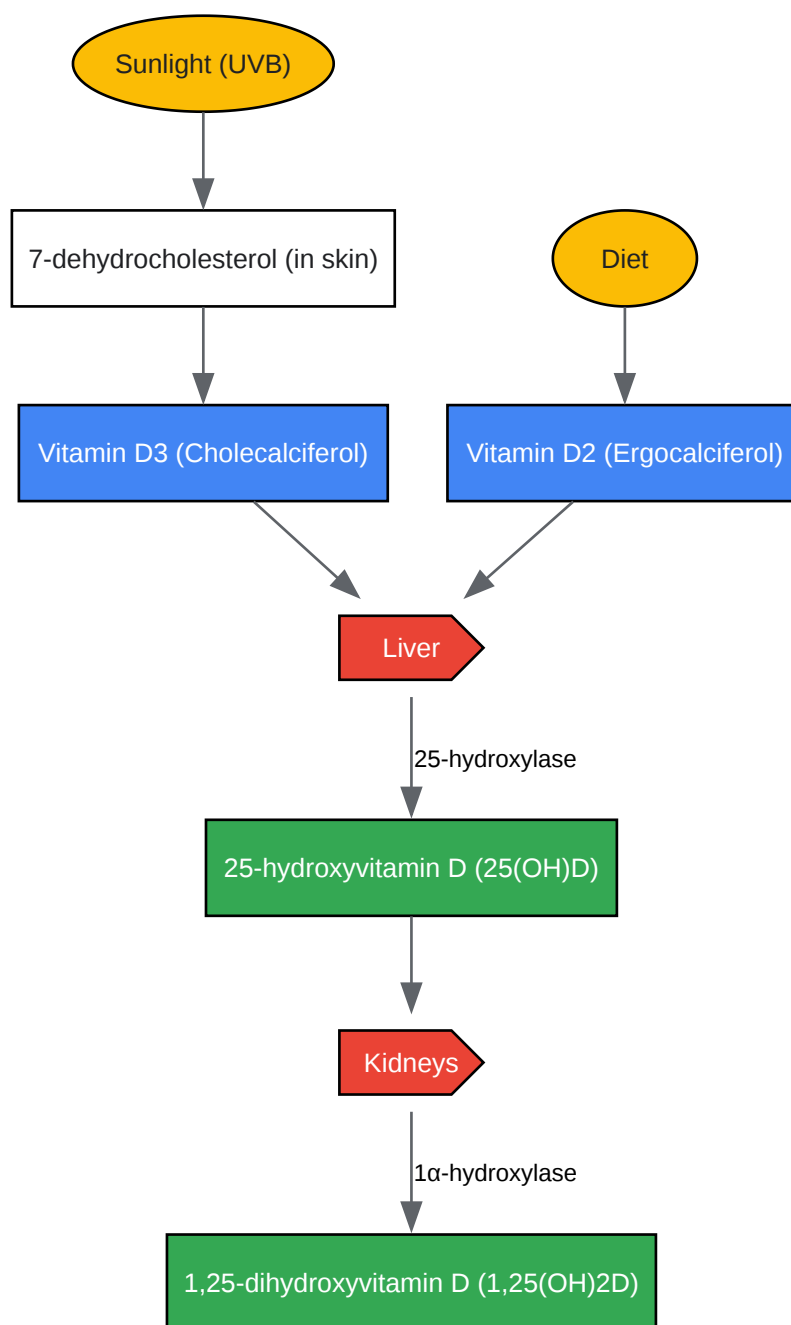 Sunlight (UVB)
7-dehydrocholesterol (in skin)
Diet
Vitamin D3 (Cholecalciferol)
Vitamin D2 (Ergocalciferol)
Liver
25-hydroxylase
25-hydroxyvitamin D (25(OH)D)
Kidneys
1α-hydroxylase
1,25-dihydroxyvitamin D (1,25(OH)2D)